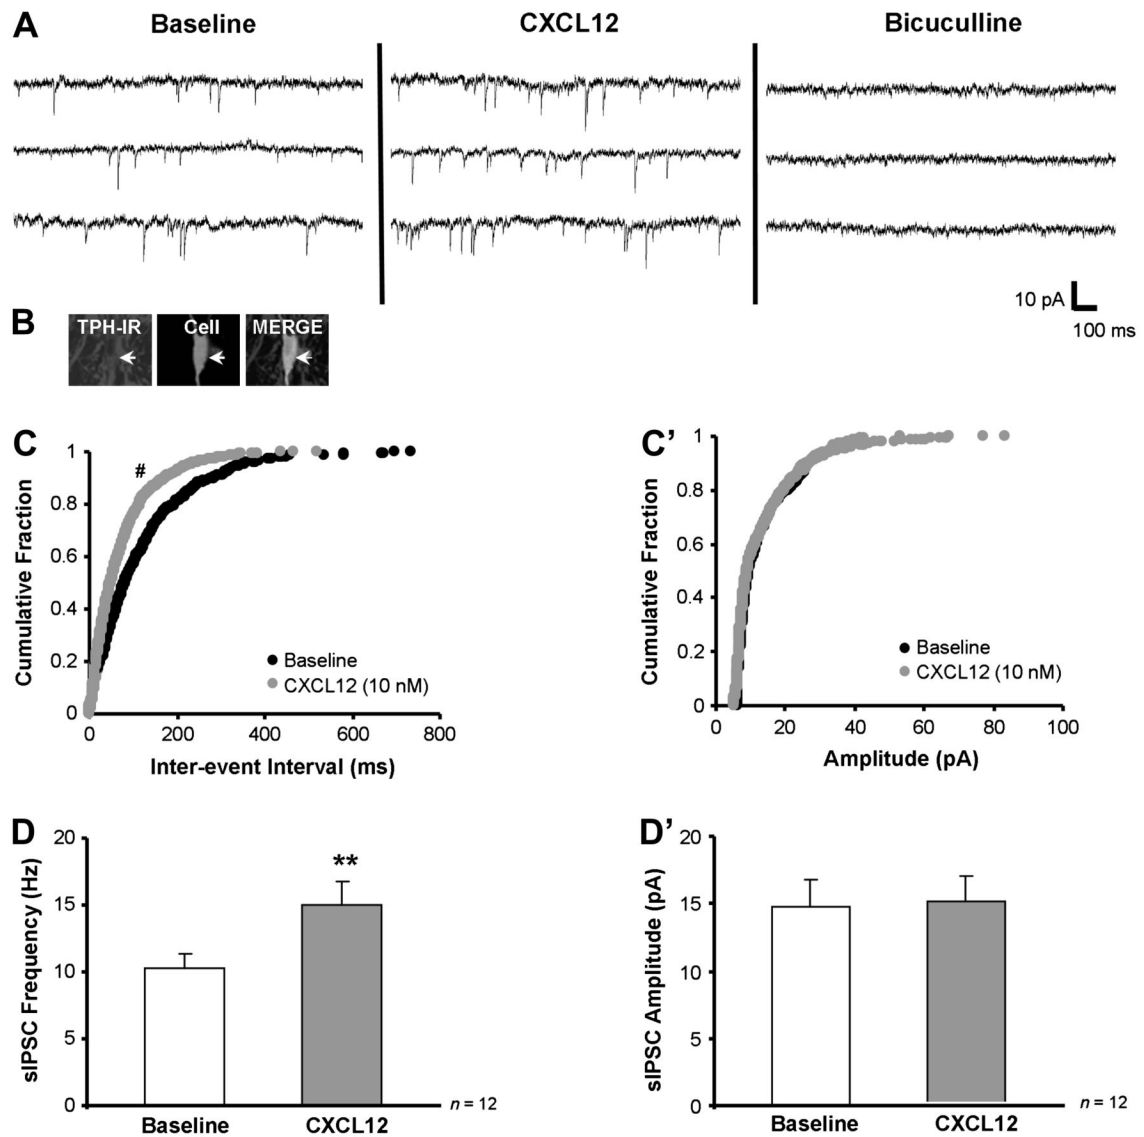 A
Baseline
CXCL12
Bicuculline
10 pA
100 ms
B
TPH-IR
Cell
MERGE
C
Cumulative Fraction
1
0.8
0.6
0.4
0.2
0
#
Baseline
CXCL12 (10 nM)
0
200
400
600
800
Inter-event Interval (ms)
C'
Cumulative Fraction
1
0.8
0.6
0.4
0.2
0
Baseline
CXCL12 (10 nM)
0
20
40
60
80
100
Amplitude (pA)
D
sIPSC Frequency (Hz)
20
15
10
5
0
**
Baseline
CXCL12
n = 12
D'
sIPSC Amplitude (pA)
20
15
10
5
0
Baseline
CXCL12
n = 12